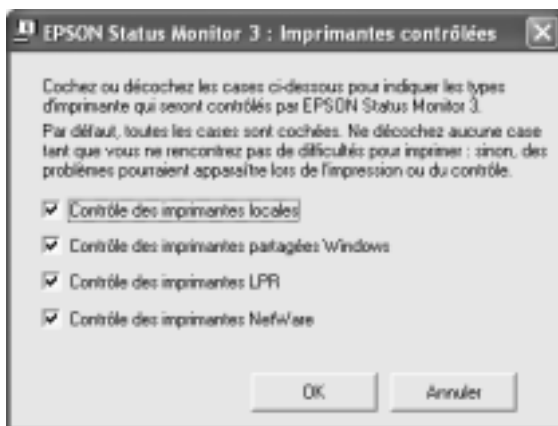 EPSON Status Monitor 3 : Imprimantes contrôlées
Cochez ou décochez les cases ci-dessous pour indiquer les types
d'imprimante qui seront contrôlés par EPSON Status Monitor 3.
Par défaut, toutes les cases sont cochées. Ne décochez aucune case
tant que vous ne rencontrez pas de difficultés pour imprimer : sinon, des
problèmes pourraient apparaître lors de l'impression ou du contrôle.
Contrôle des imprimantes locales
Contrôle des imprimantes partagées Windows
Contrôle des imprimantes LPR
Contrôle des imprimantes NetWare
OK
Annuler